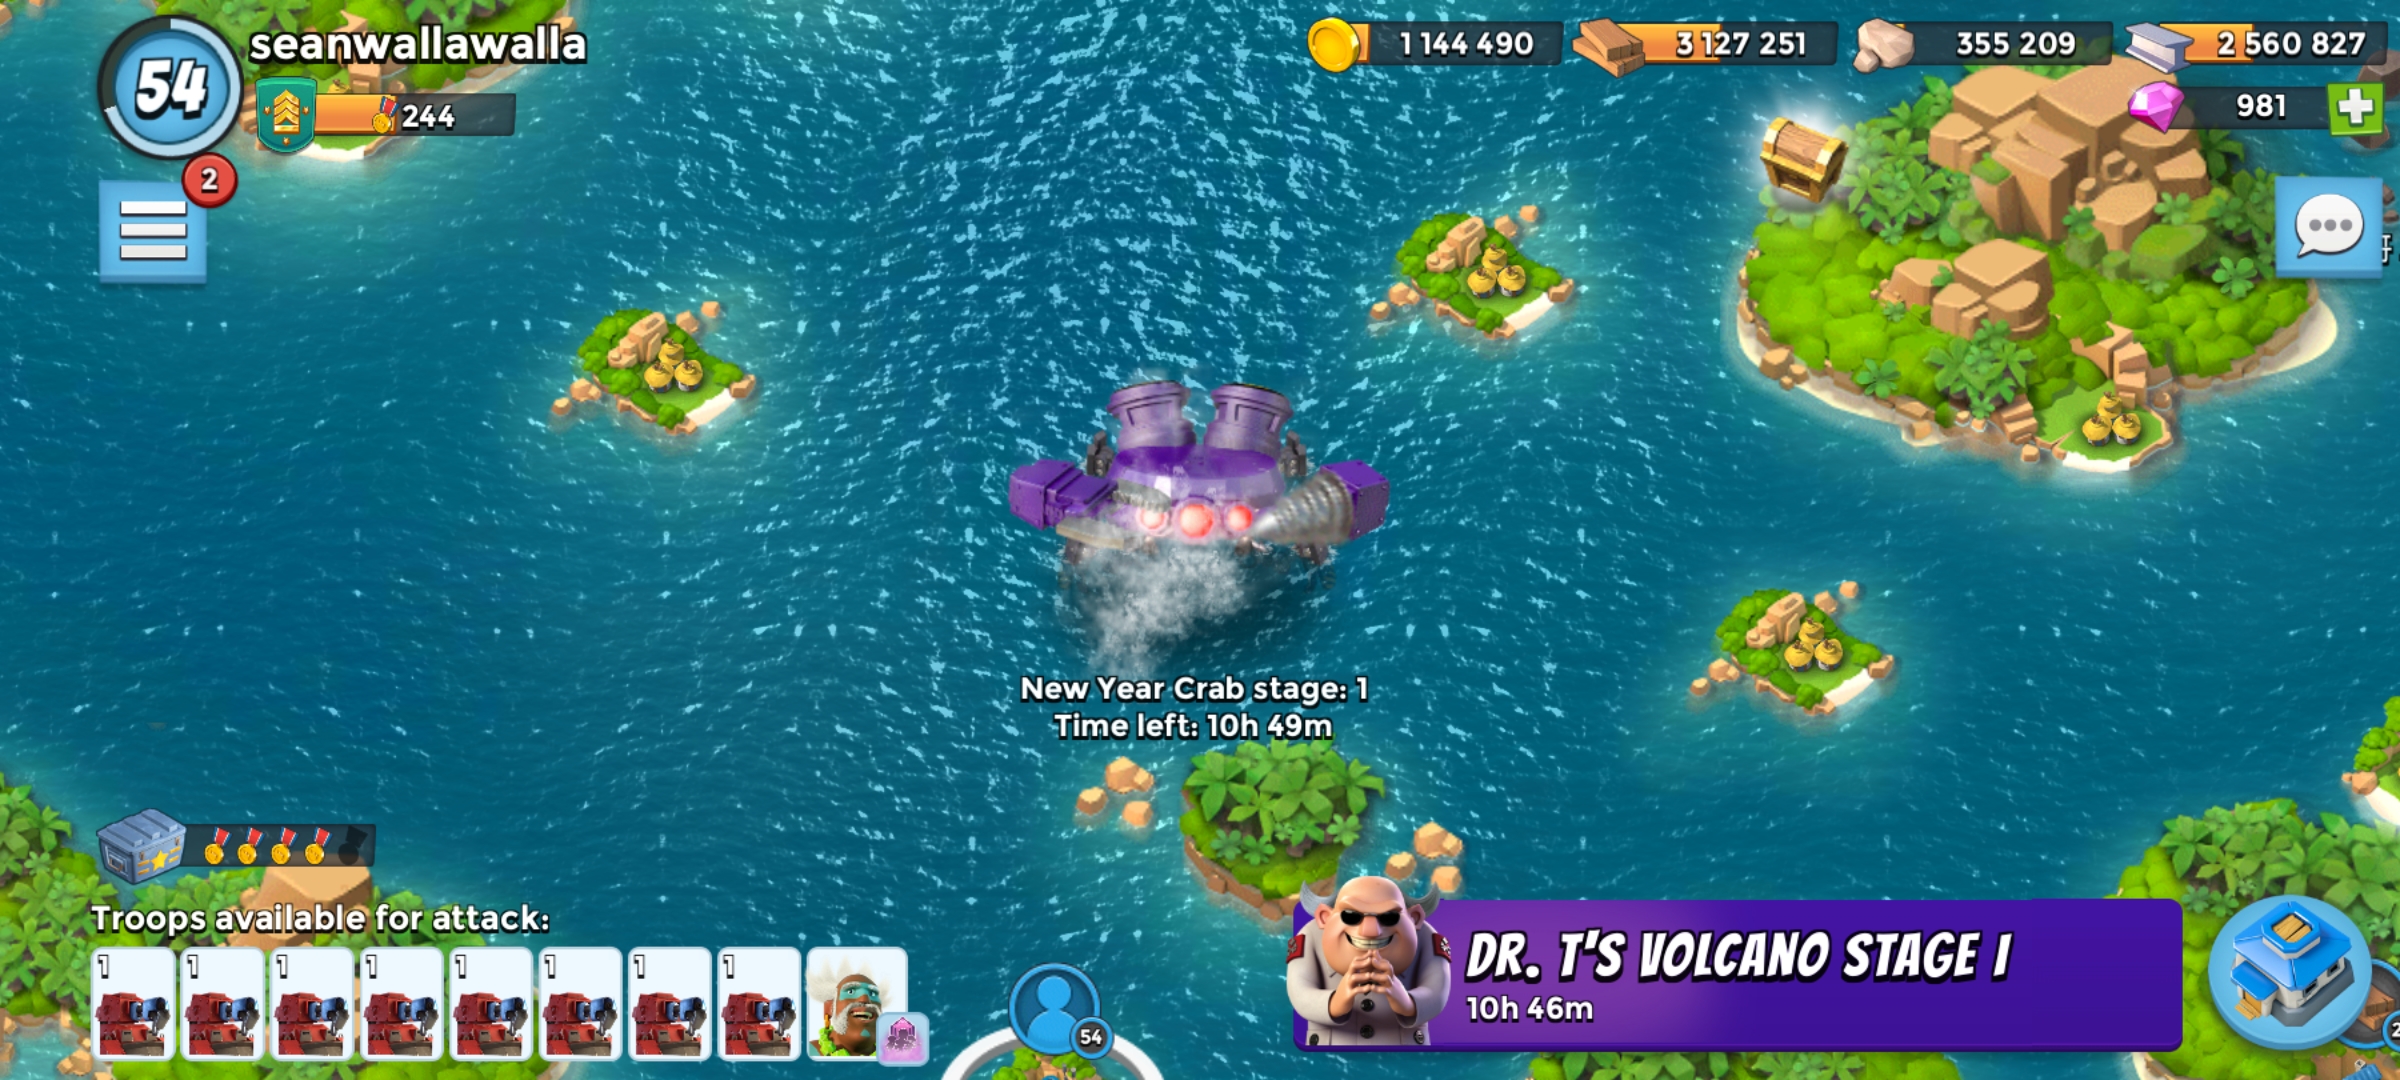 54
seanwallawalla
244
2
1 144 490
3 127 251
355 209
2 560 827
981
New Year Crab stage: 1
Time left: 10h 49m
Troops available for attack:
1 1 1 1 1 1 1 1
54
DR. T'S VOLCANO STAGE I
10h 46m